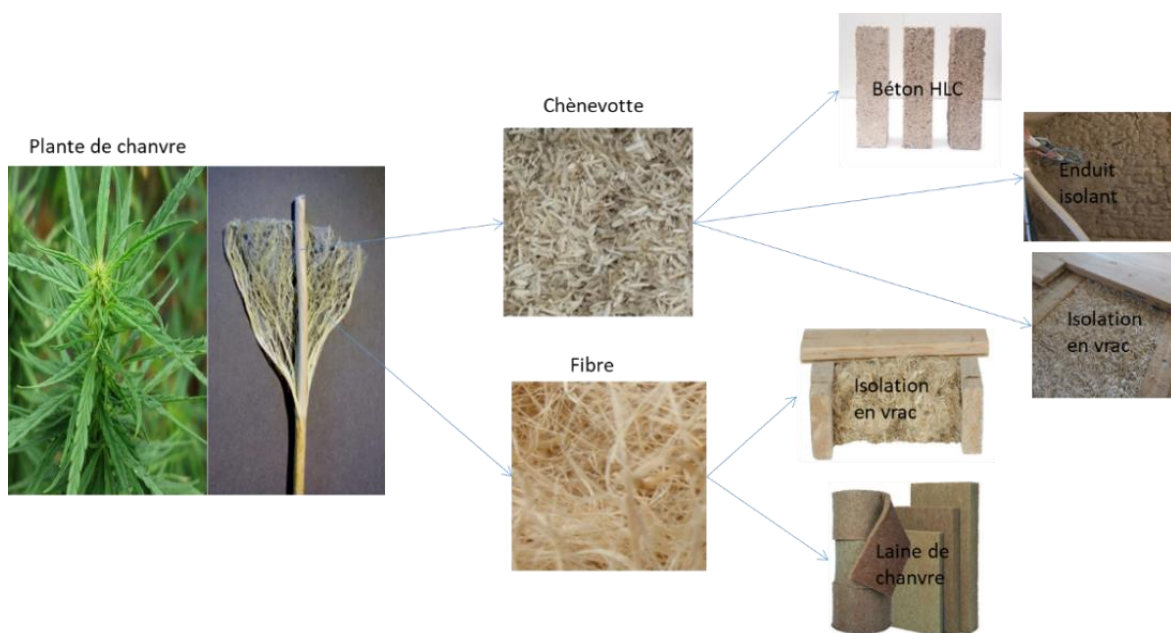 Plante de chanvre
Chènevotte
Fibre
Béton HLC
Enduit
isolant
Isolation
en vrac
Isolation
en vrac
Laine de
chanvre